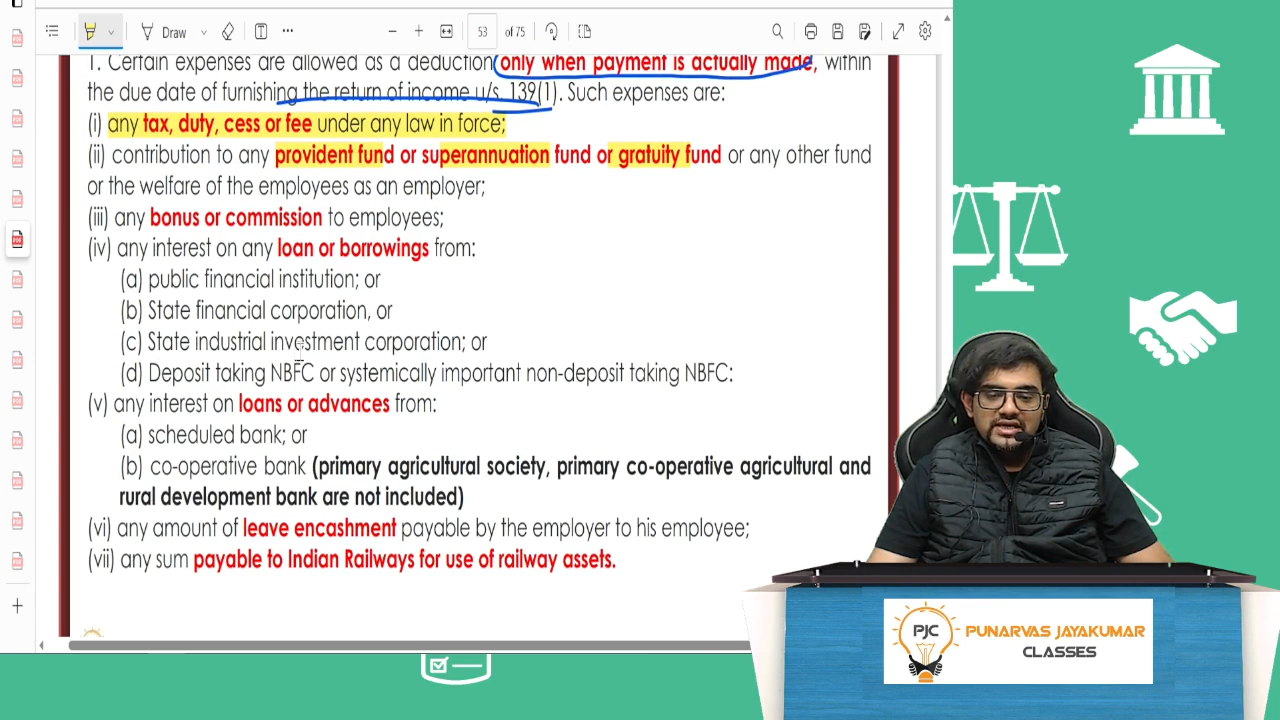 Draw
53
of 75
1. Certain expenses are allowed as a deduction only when payment is actually made, within
the due date of furnishing the return of income u/s. 139(1). Such expenses are:
(i) any tax, duty, cess or fee under any law in force;
(ii) contribution to any provident fund or superannuation fund or gratuity fund or any other fund
or the welfare of the employees as an employer;
(iii) any bonus or commission to employees;
(iv) any interest on any loan or borrowings from:
(a) public financial institution; or
(b) State financial corporation, or
(c) State industrial investment corporation; or
(d) Deposit taking NBFC or systemically important non-deposit taking NBFC:
(v) any interest on loans or advances from:
(a) scheduled bank; or
(b) co-operative bank (primary agricultural society, primary co-operative agricultural and
rural development bank are not included)
(vi) any amount of leave encashment payable by the employer to his employee;
(vii) any sum payable to Indian Railways for use of railway assets.
PJC
PUNARVAS JAYAKUMAR
CLASSES